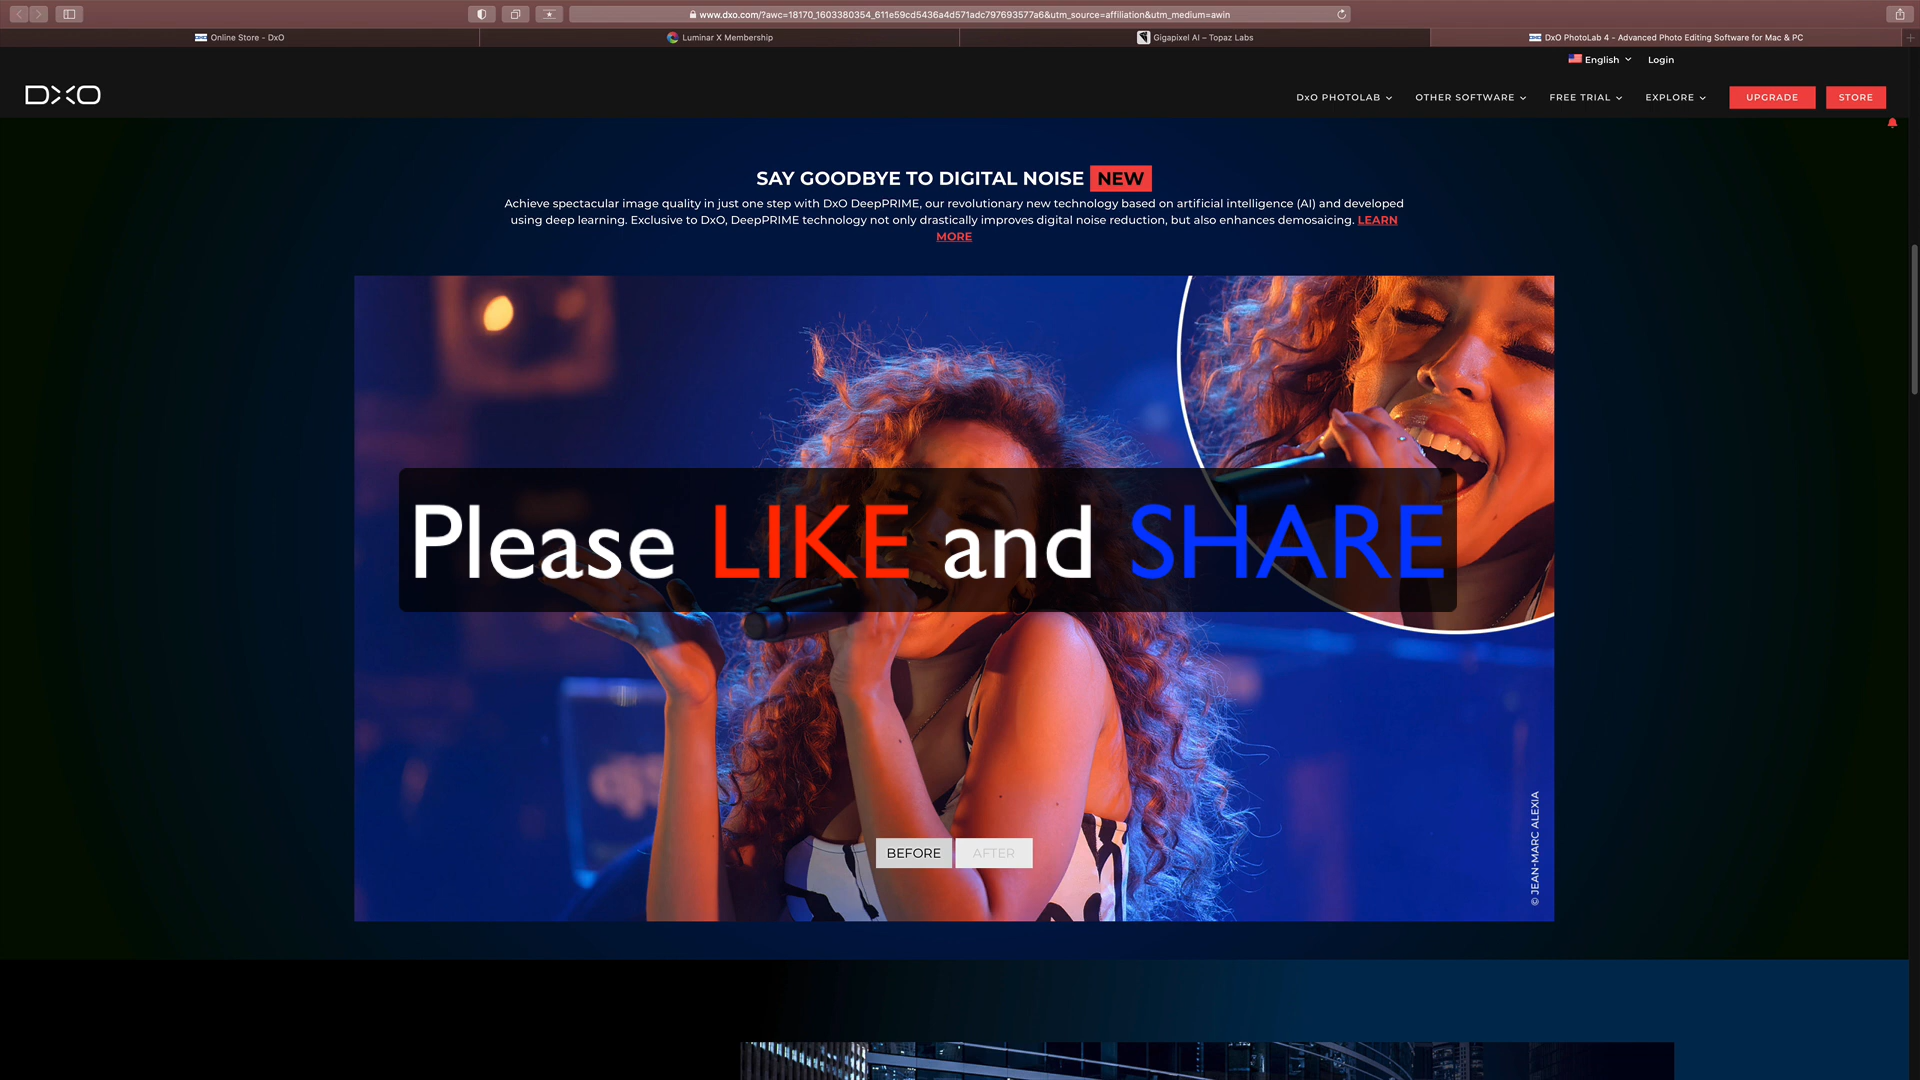 www.dxo.com/?awc=18170_1603380354_611e59cd5436a4d571adc797693577a6&utm_source=affiliation&utm_medium=awin
Online Store - DxO
Luminar X Membership
Gigapixel AI – Topaz Labs
DxO PhotoLab 4 - Advanced Photo Editing Software for Mac & PC
English
Login
DXO
DxO PHOTOLAB
OTHER SOFTWARE
FREE TRIAL
EXPLORE
UPGRADE
STORE
SAY GOODBYE TO DIGITAL NOISE NEW
Achieve spectacular image quality in just one step with DxO DeepPRIME, our revolutionary new technology based on artificial intelligence (AI) and developed
using deep learning. Exclusive to DxO, DeepPRIME technology not only drastically improves digital noise reduction, but also enhances demosaicing. LEARN
MORE
Please LIKE and SHARE
BEFORE
AFTER
© JEAN-MARC ALEXIA